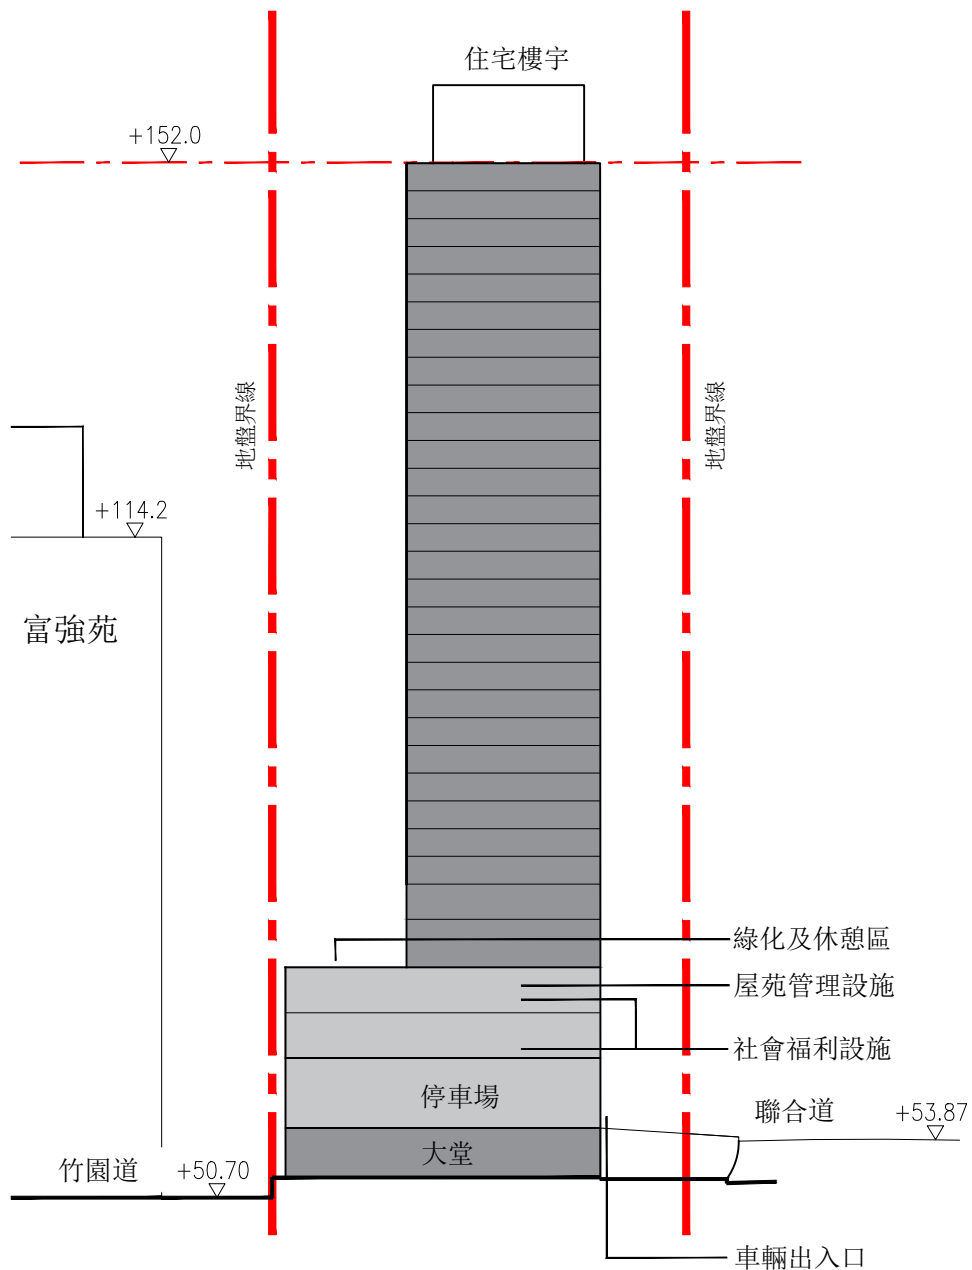 住宅樓宇
+152.0
地盤界線
地盤界線
+114.2
富強苑
綠化及休憩區
屋苑管理設施
社會福利設施
停車場
聯合道
+53.87
大堂
竹園道
+50.70
車輛出入口